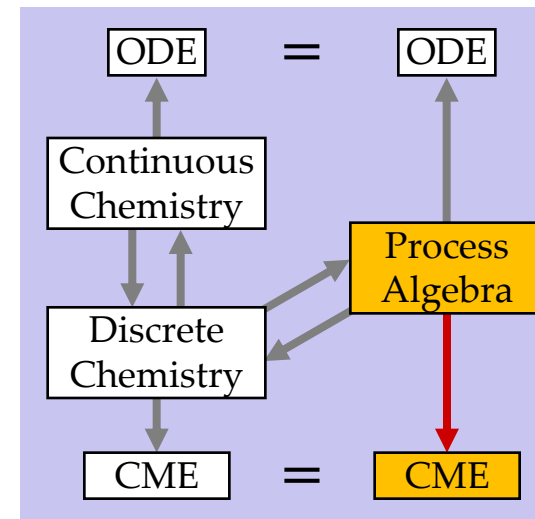 ODE = ODE
Continuous
Chemistry
Process
Algebra
Discrete
Chemistry
CME = CME